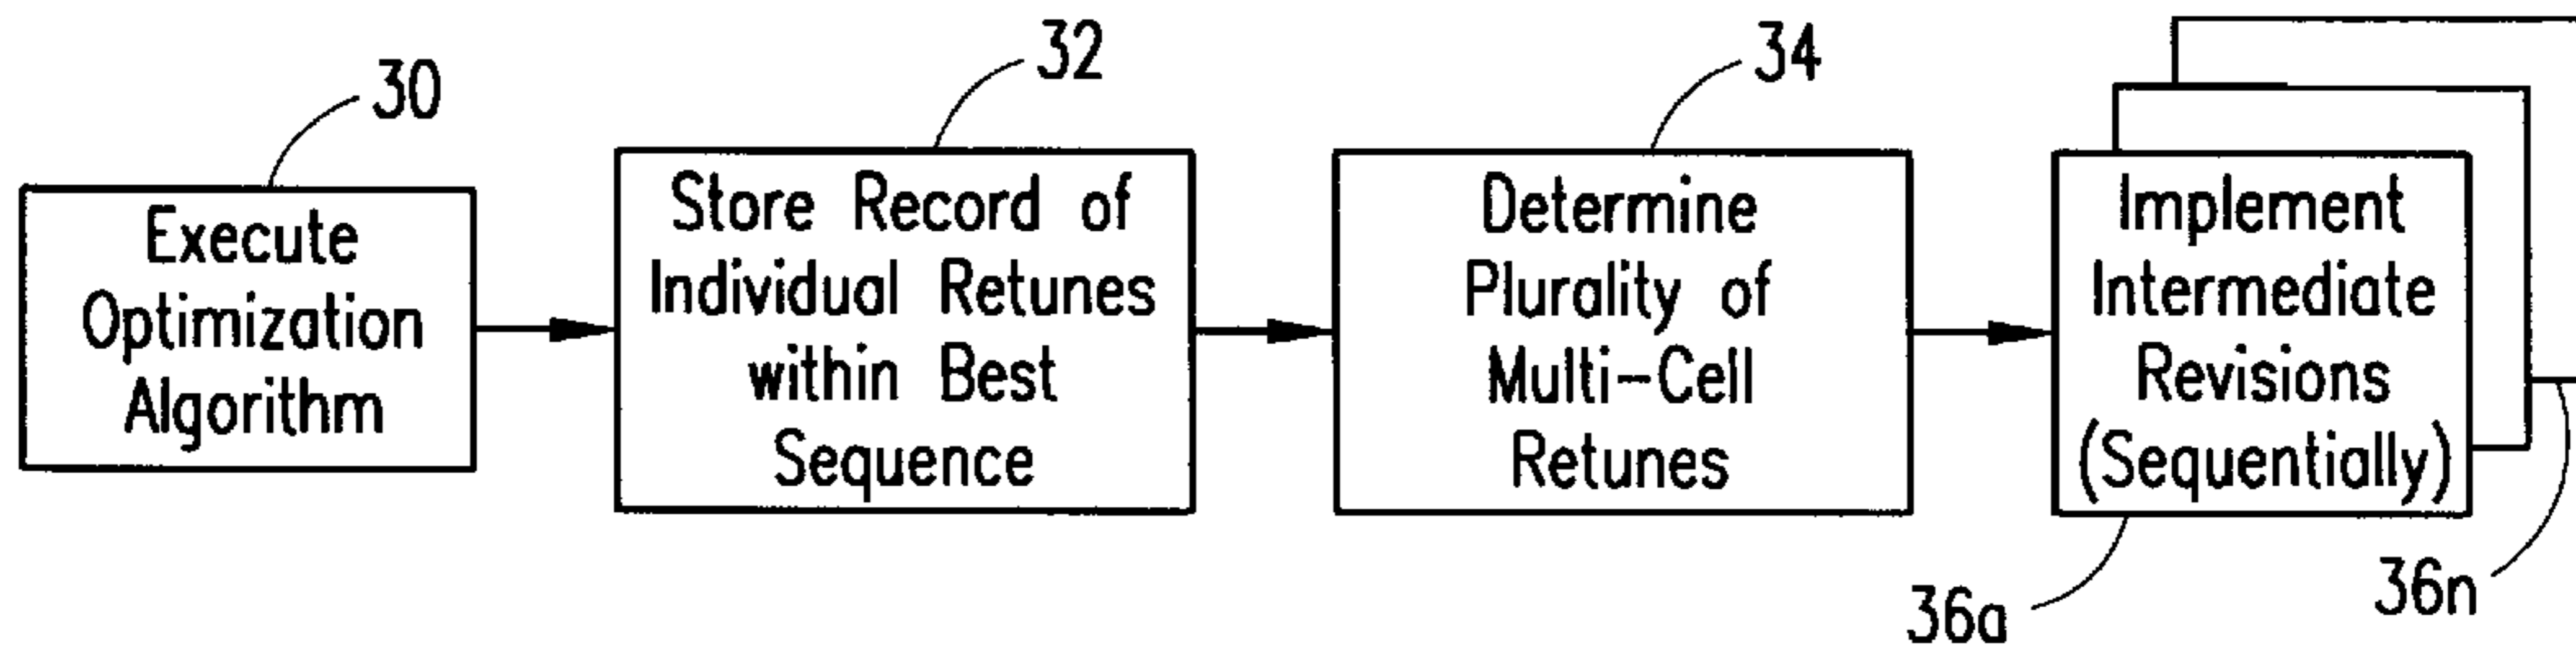 30
Execute
Optimization
Algorithm
32
Store Record of
Individual Retunes
within Best
Sequence
34
Determine
Plurality of
Multi-Cell
Retunes
Implement
Intermediate
Revisions
(Sequentially)
36a
36n